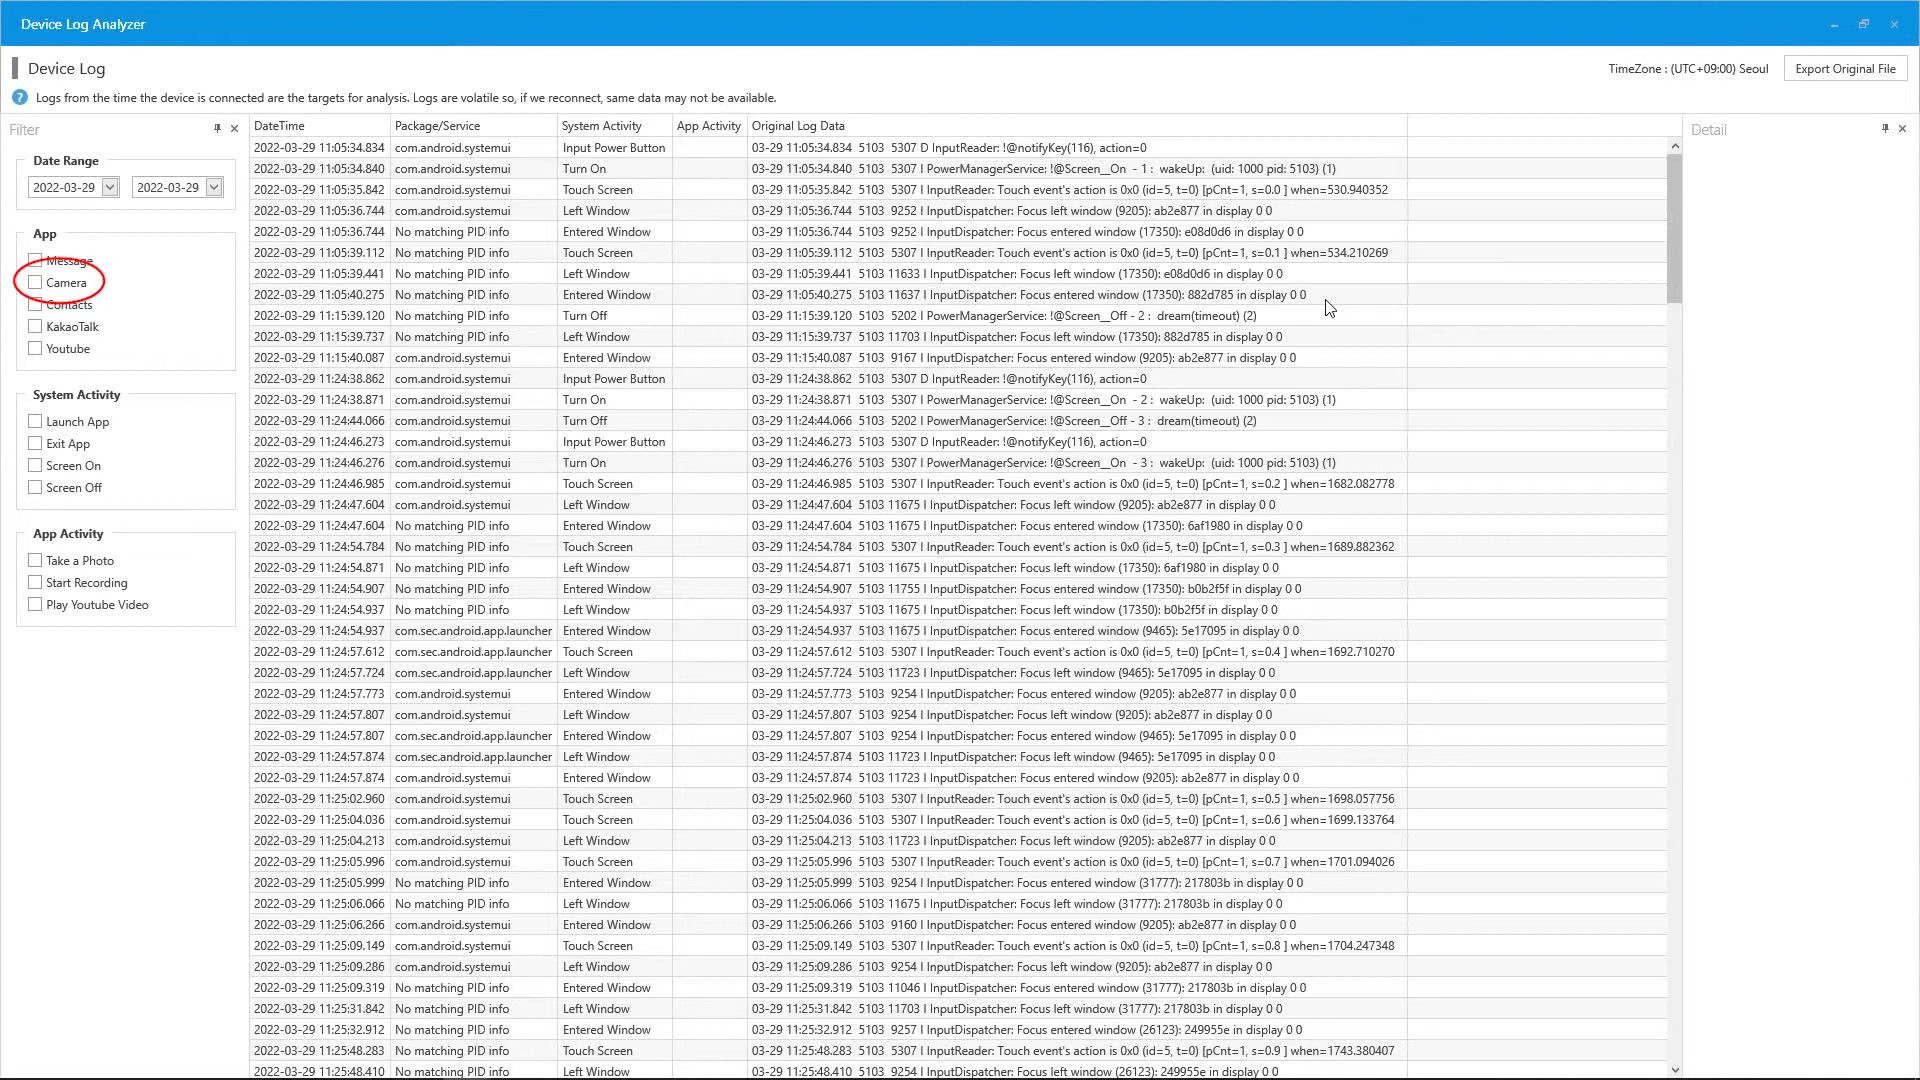 Device Log Analyzer
Device Log
TimeZone : (UTC+09:00) Seoul
Export Original File
Logs from the time the device is connected are the targets for analysis. Logs are volatile so, if we reconnect, same data may not be available.
Filter
Date Range
2022-03-29
2022-03-29
App
Message
Camera
Contacts
KakaoTalk
Youtube
System Activity
Launch App
Exit App
Screen On
Screen Off
App Activity
Take a Photo
Start Recording
Play Youtube Video
DateTime Package/Service System Activity App Activity Original Log Data
2022-03-29 11:05:34.834 com.android.systemui Input Power Button 03-29 11:05:34.834 5103 5307 D InputReader: !@notifyKey(116), action=0
2022-03-29 11:05:34.840 com.android.systemui Turn On 03-29 11:05:34.840 5103 5307 I PowerManagerService: !@Screen__On - 1 : wakeUp: (uid: 1000 pid: 5103) (1)
2022-03-29 11:05:35.842 com.android.systemui Touch Screen 03-29 11:05:35.842 5103 5307 I InputReader: Touch event's action is 0x0 (id=5, t=0) [pCnt=1, s=0.0 ] when=530.940352
2022-03-29 11:05:36.744 com.android.systemui Left Window 03-29 11:05:36.744 5103 9252 I InputDispatcher: Focus left window (9205): ab2e877 in display 0 0
2022-03-29 11:05:36.744 No matching PID info Entered Window 03-29 11:05:36.744 5103 9252 I InputDispatcher: Focus entered window (17350): e08d0d6 in display 0 0
2022-03-29 11:05:39.112 No matching PID info Touch Screen 03-29 11:05:39.112 5103 5307 I InputReader: Touch event's action is 0x0 (id=5, t=0) [pCnt=1, s=0.1 ] when=534.210269
2022-03-29 11:05:39.441 No matching PID info Left Window 03-29 11:05:39.441 5103 11633 I InputDispatcher: Focus left window (17350): e08d0d6 in display 0 0
2022-03-29 11:05:40.275 No matching PID info Entered Window 03-29 11:05:40.275 5103 11637 I InputDispatcher: Focus entered window (17350): 882d785 in display 0 0
2022-03-29 11:15:39.120 No matching PID info Turn Off 03-29 11:15:39.120 5103 5202 I PowerManagerService: !@Screen__Off - 2 : dream(timeout) (2)
2022-03-29 11:15:39.737 No matching PID info Left Window 03-29 11:15:39.737 5103 11703 I InputDispatcher: Focus left window (17350): 882d785 in display 0 0
2022-03-29 11:15:40.087 com.android.systemui Entered Window 03-29 11:15:40.087 5103 9167 I InputDispatcher: Focus entered window (9205): ab2e877 in display 0 0
2022-03-29 11:24:38.862 com.android.systemui Input Power Button 03-29 11:24:38.862 5103 5307 D InputReader: !@notifyKey(116), action=0
2022-03-29 11:24:38.871 com.android.systemui Turn On 03-29 11:24:38.871 5103 5307 I PowerManagerService: !@Screen__On - 2 : wakeUp: (uid: 1000 pid: 5103) (1)
2022-03-29 11:24:44.066 com.android.systemui Turn Off 03-29 11:24:44.066 5103 5202 I PowerManagerService: !@Screen__Off - 3 : dream(timeout) (2)
2022-03-29 11:24:46.273 com.android.systemui Input Power Button 03-29 11:24:46.273 5103 5307 D InputReader: !@notifyKey(116), action=0
2022-03-29 11:24:46.276 com.android.systemui Turn On 03-29 11:24:46.276 5103 5307 I PowerManagerService: !@Screen__On - 3 : wakeUp: (uid: 1000 pid: 5103) (1)
2022-03-29 11:24:46.985 com.android.systemui Touch Screen 03-29 11:24:46.985 5103 5307 I InputReader: Touch event's action is 0x0 (id=5, t=0) [pCnt=1, s=0.2 ] when=1682.082778
2022-03-29 11:24:47.604 com.android.systemui Left Window 03-29 11:24:47.604 5103 11675 I InputDispatcher: Focus left window (9205): ab2e877 in display 0 0
2022-03-29 11:24:47.604 No matching PID info Entered Window 03-29 11:24:47.604 5103 11675 I InputDispatcher: Focus entered window (17350): 6af1980 in display 0 0
2022-03-29 11:24:54.784 No matching PID info Touch Screen 03-29 11:24:54.784 5103 5307 I InputReader: Touch event's action is 0x0 (id=5, t=0) [pCnt=1, s=0.3 ] when=1689.882362
2022-03-29 11:24:54.871 No matching PID info Left Window 03-29 11:24:54.871 5103 11675 I InputDispatcher: Focus left window (17350): 6af1980 in display 0 0
2022-03-29 11:24:54.907 No matching PID info Entered Window 03-29 11:24:54.907 5103 11755 I InputDispatcher: Focus entered window (17350): b0b2f5f in display 0 0
2022-03-29 11:24:54.937 No matching PID info Left Window 03-29 11:24:54.937 5103 11675 I InputDispatcher: Focus left window (17350): b0b2f5f in display 0 0
2022-03-29 11:24:54.937 com.sec.android.app.launcher Entered Window 03-29 11:24:54.937 5103 11675 I InputDispatcher: Focus entered window (9465): 5e17095 in display 0 0
2022-03-29 11:24:57.612 com.sec.android.app.launcher Touch Screen 03-29 11:24:57.612 5103 5307 I InputReader: Touch event's action is 0x0 (id=5, t=0) [pCnt=1, s=0.4 ] when=1692.710270
2022-03-29 11:24:57.724 com.sec.android.app.launcher Left Window 03-29 11:24:57.724 5103 11723 I InputDispatcher: Focus left window (9465): 5e17095 in display 0 0
2022-03-29 11:24:57.773 com.android.systemui Entered Window 03-29 11:24:57.773 5103 9254 I InputDispatcher: Focus entered window (9205): ab2e877 in display 0 0
2022-03-29 11:24:57.807 com.android.systemui Left Window 03-29 11:24:57.807 5103 9254 I InputDispatcher: Focus left window (9205): ab2e877 in display 0 0
2022-03-29 11:24:57.807 com.sec.android.app.launcher Entered Window 03-29 11:24:57.807 5103 9254 I InputDispatcher: Focus entered window (9465): 5e17095 in display 0 0
2022-03-29 11:24:57.874 com.sec.android.app.launcher Left Window 03-29 11:24:57.874 5103 11723 I InputDispatcher: Focus left window (9465): 5e17095 in display 0 0
2022-03-29 11:24:57.874 com.android.systemui Entered Window 03-29 11:24:57.874 5103 11723 I InputDispatcher: Focus entered window (9205): ab2e877 in display 0 0
2022-03-29 11:25:02.960 com.android.systemui Touch Screen 03-29 11:25:02.960 5103 5307 I InputReader: Touch event's action is 0x0 (id=5, t=0) [pCnt=1, s=0.5 ] when=1698.057756
2022-03-29 11:25:04.036 com.android.systemui Touch Screen 03-29 11:25:04.036 5103 5307 I InputReader: Touch event's action is 0x0 (id=5, t=0) [pCnt=1, s=0.6 ] when=1699.133764
2022-03-29 11:25:04.213 com.android.systemui Left Window 03-29 11:25:04.213 5103 11723 I InputDispatcher: Focus left window (9205): ab2e877 in display 0 0
2022-03-29 11:25:05.996 com.android.systemui Touch Screen 03-29 11:25:05.996 5103 5307 I InputReader: Touch event's action is 0x0 (id=5, t=0) [pCnt=1, s=0.7 ] when=1701.094026
2022-03-29 11:25:05.999 No matching PID info Entered Window 03-29 11:25:05.999 5103 9254 I InputDispatcher: Focus entered window (31777): 217803b in display 0 0
2022-03-29 11:25:06.066 No matching PID info Left Window 03-29 11:25:06.066 5103 11675 I InputDispatcher: Focus left window (31777): 217803b in display 0 0
2022-03-29 11:25:06.266 com.android.systemui Entered Window 03-29 11:25:06.266 5103 9160 I InputDispatcher: Focus entered window (9205): ab2e877 in display 0 0
2022-03-29 11:25:09.149 com.android.systemui Touch Screen 03-29 11:25:09.149 5103 5307 I InputReader: Touch event's action is 0x0 (id=5, t=0) [pCnt=1, s=0.8 ] when=1704.247348
2022-03-29 11:25:09.286 com.android.systemui Left Window 03-29 11:25:09.286 5103 9254 I InputDispatcher: Focus left window (9205): ab2e877 in display 0 0
2022-03-29 11:25:09.319 No matching PID info Entered Window 03-29 11:25:09.319 5103 11046 I InputDispatcher: Focus entered window (31777): 217803b in display 0 0
2022-03-29 11:25:31.842 No matching PID info Left Window 03-29 11:25:31.842 5103 11703 I InputDispatcher: Focus left window (31777): 217803b in display 0 0
2022-03-29 11:25:32.912 No matching PID info Entered Window 03-29 11:25:32.912 5103 9257 I InputDispatcher: Focus entered window (26123): 249955e in display 0 0
2022-03-29 11:25:48.283 No matching PID info Touch Screen 03-29 11:25:48.283 5103 5307 I InputReader: Touch event's action is 0x0 (id=5, t=0) [pCnt=1, s=0.9 ] when=1743.380407
2022-03-29 11:25:48.410 No matching PID info Left Window 03-29 11:25:48.410 5103 9254 I InputDispatcher: Focus left window (26123): 249955e in display 0 0
Detail